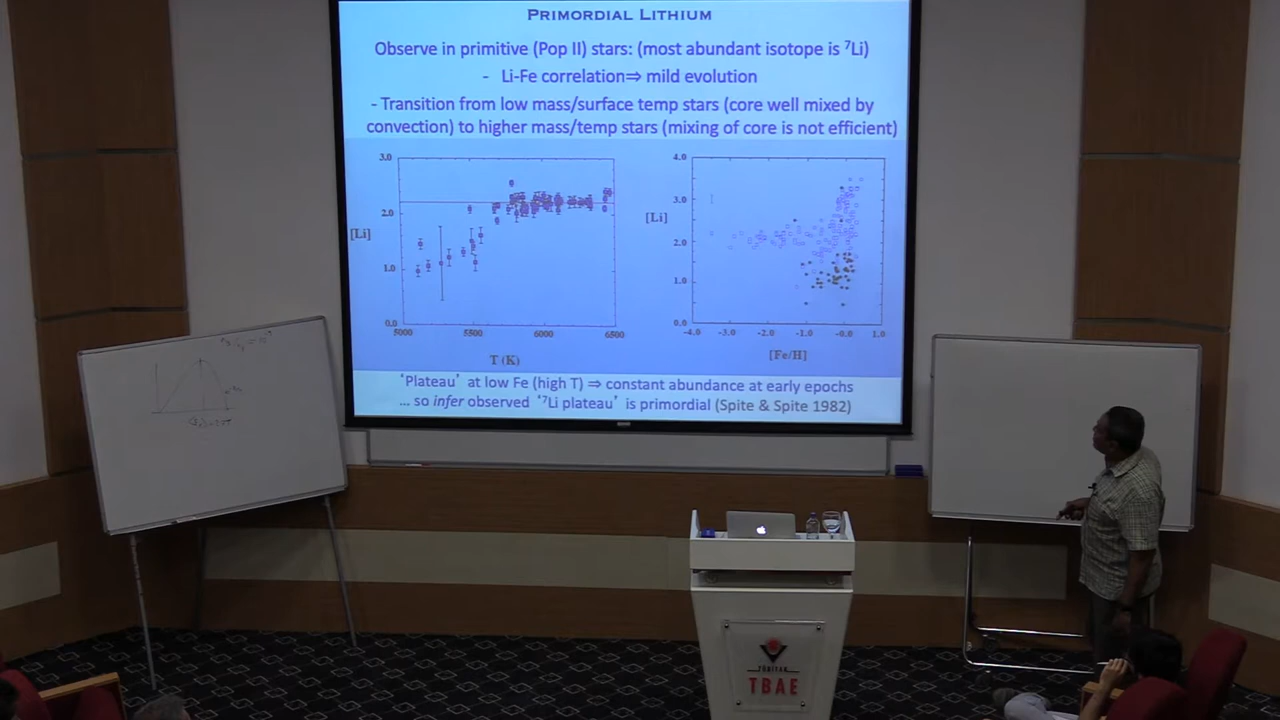 PRIMORDIAL LITHIUM
Observe in primitive (Pop II) stars: (most abundant isotope is ⁷Li)
- Li-Fe correlation⇒ mild evolution
- Transition from low mass/surface temp stars (core well mixed by
convection) to higher mass/temp stars (mixing of core is not efficient)
3.0
2.0
[Li]
1.0
0.0
5000 5500 6000 6500
T (K)
4.0
3.0
[Li]
2.0
1.0
0.0
-4.0 -3.0 -2.0 -1.0 -0.0 1.0
[Fe/H]
'Plateau' at low Fe (high T) ⇒ constant abundance at early epochs
... so infer observed '⁷Li plateau' is primordial (Spite & Spite 1982)
TÜBİTAK
TBAE